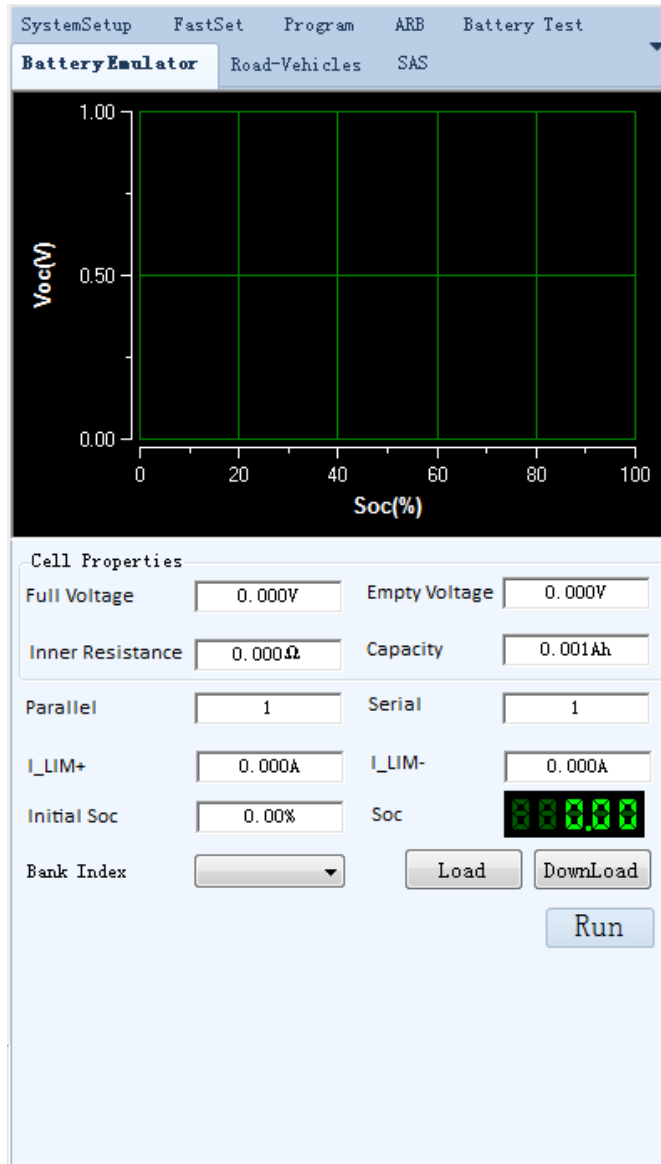 SystemSetup FastSet Program ARB Battery Test
BatteryEmulator Road-Vehicles SAS
1.00
0.50
0.00
Voc(V)
0 20 40 60 80 100
Soc(%)
Cell Properties
Full Voltage 0.000V Empty Voltage 0.000V
Inner Resistance 0.000Ω Capacity 0.001Ah
Parallel 1 Serial 1
I_LIM+ 0.000A I_LIM- 0.000A
Initial Soc 0.00% Soc 0.00
Bank Index Load DownLoad
Run